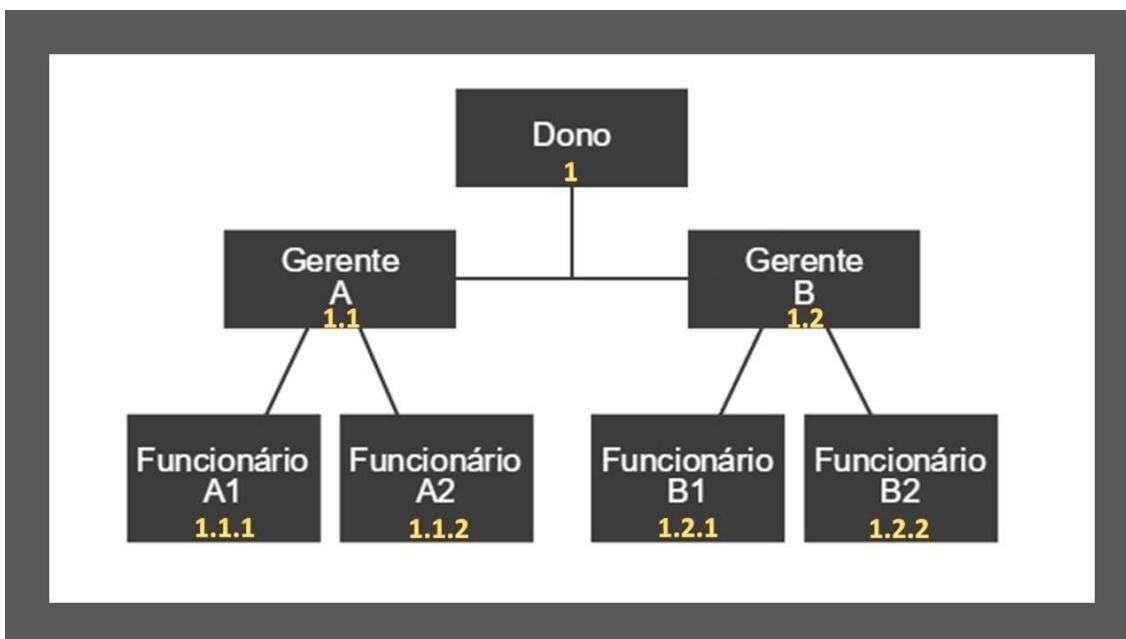 Dono
1
Gerente
A
1.1
Gerente
B
1.2
Funcionário
A1
1.1.1
Funcionário
A2
1.1.2
Funcionário
B1
1.2.1
Funcionário
B2
1.2.2